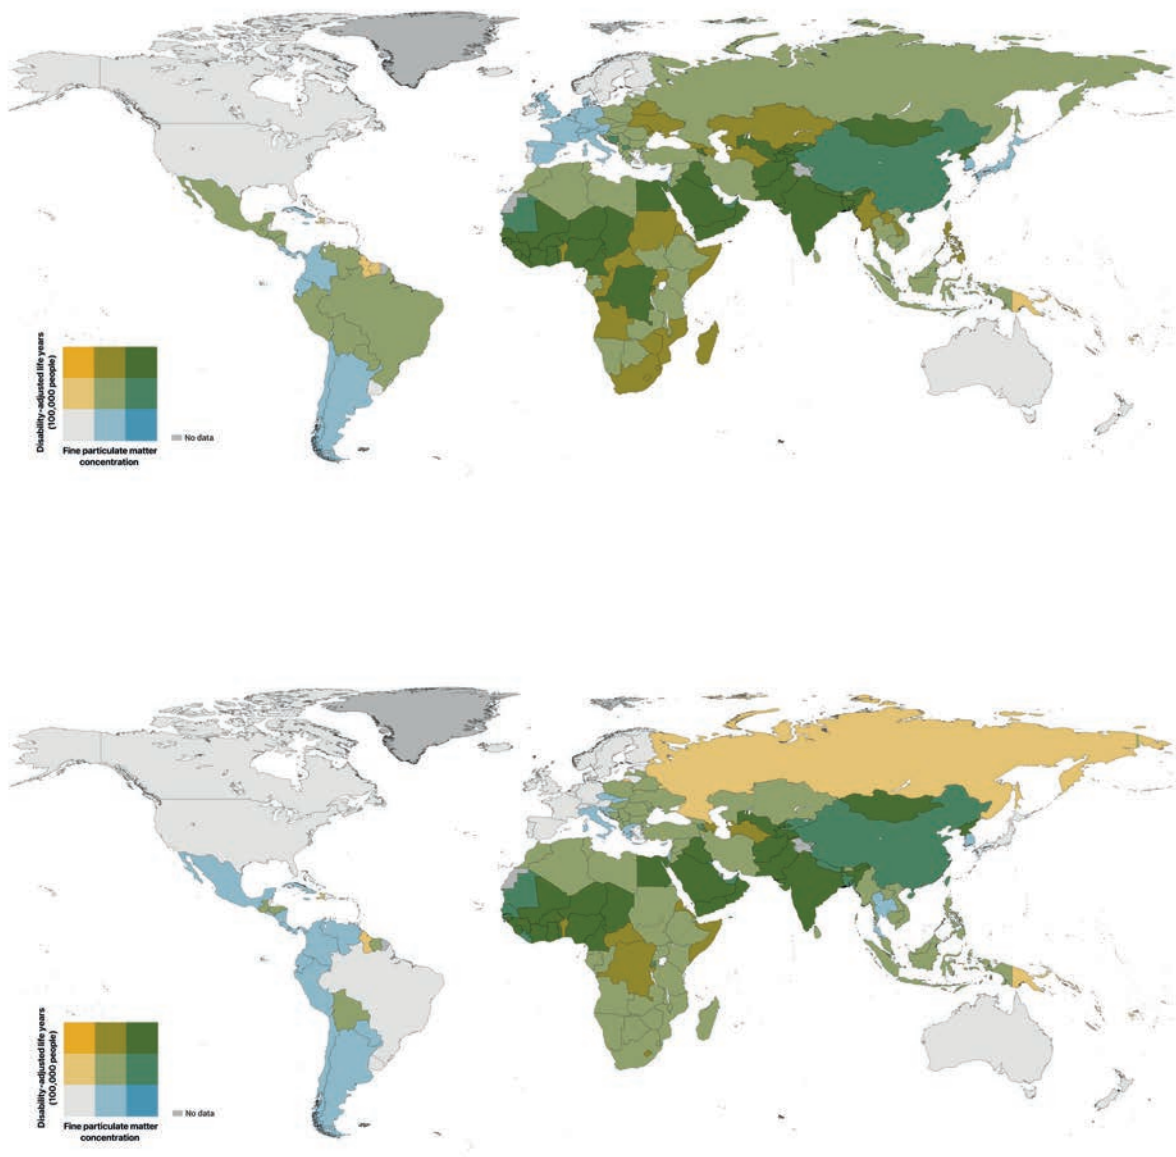 Disability-adjusted life years
(100,000 people)
No data
Fine particulate matter
concentration
Disability-adjusted life years
(100,000 people)
No data
Fine particulate matter
concentration